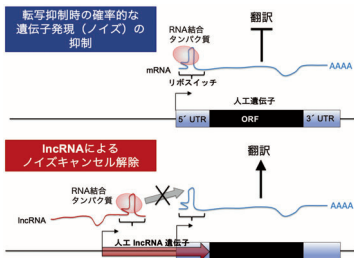 転写抑制時の確率的な
遺伝子発現（ノイズ）の
抑制
翻訳
RNA結合
タンパク質
mRNA
AAAA
リボスイッチ
人工遺伝子
5´ UTR
ORF
3´ UTR
lncRNAによる
ノイズキャンセル解除
翻訳
RNA結合
タンパク質
lncRNA
AAAA
人工 lncRNA 遺伝子